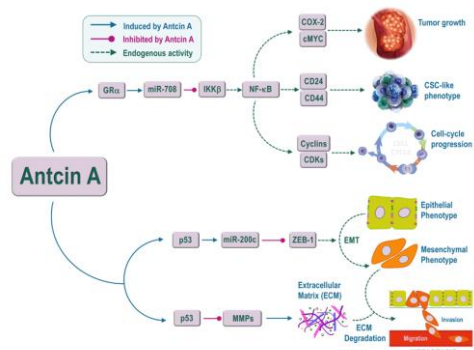 Induced by Antcin A
Inhibited by Antcin A
Endogenous activity
COX-2
cMYC
Tumor growth
GRα
miR-708
IKKβ
NF-κB
CD24
CD44
CSC-like
phenotype
Cyclins
CDKs
Cell-cycle
progression
Antcin A
p53
miR-200c
ZEB-1
EMT
Epithelial
Phenotype
Mesenchymal
Phenotype
p53
MMPs
Extracellular
Matrix (ECM)
ECM
Degradation
Invasion
Migration